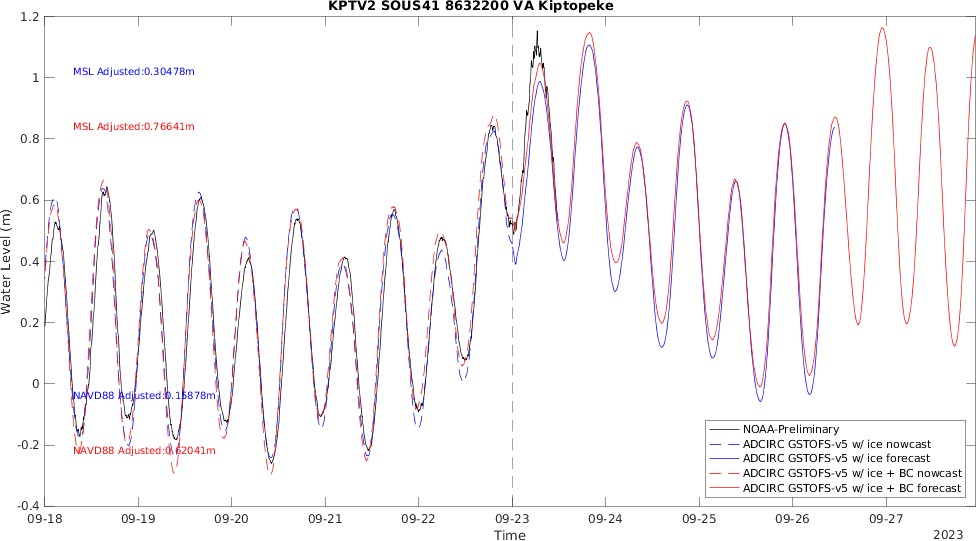 KPTV2 SOUS41 8632200 VA Kiptopeke
1.2
1
0.8
0.6
0.4
0.2
0
-0.2
-0.4
Water Level (m)
MSL Adjusted:0.30478m
MSL Adjusted:0.76641m
NAVD88 Adjusted:0.15878m
NAVD88 Adjusted:0.62041m
NOAA-Preliminary
ADCIRC GSTOFS-v5 w/ ice nowcast
ADCIRC GSTOFS-v5 w/ ice forecast
ADCIRC GSTOFS-v5 w/ ice + BC nowcast
ADCIRC GSTOFS-v5 w/ ice + BC forecast
09-18 09-19 09-20 09-21 09-22 09-23 09-24 09-25 09-26 09-27
2023
Time